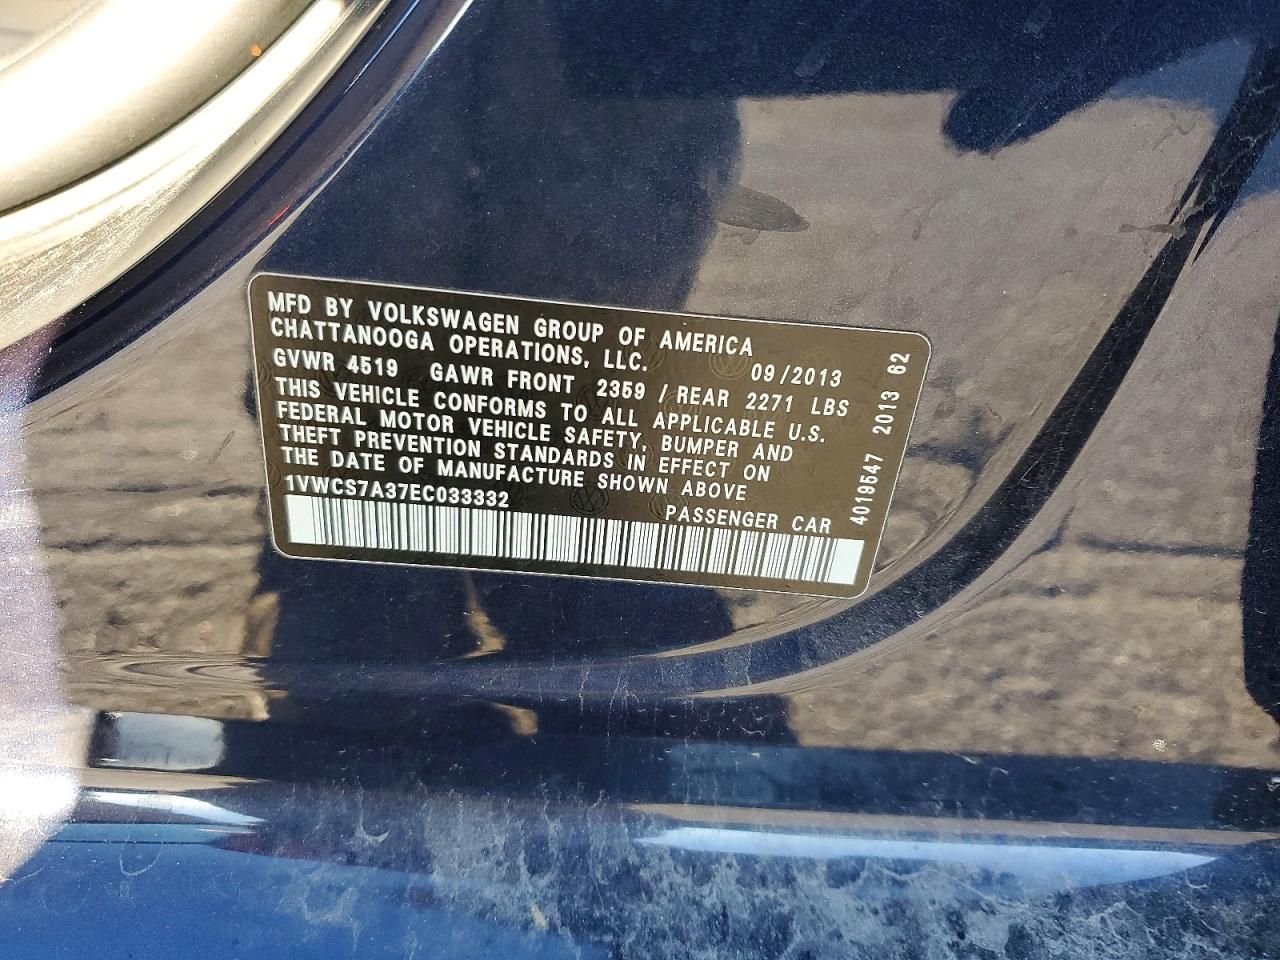 MFD BY VOLKSWAGEN GROUP OF AMERICA
CHATTANOOGA OPERATIONS, LLC.
09/2013
GVWR 4519 GAWR FRONT 2359 / REAR 2271 LBS
THIS VEHICLE CONFORMS TO ALL APPLICABLE U.S.
FEDERAL MOTOR VEHICLE SAFETY, BUMPER AND
THEFT PREVENTION STANDARDS IN EFFECT ON
THE DATE OF MANUFACTURE SHOWN ABOVE
1VWCS7A37EC033332
PASSENGER CAR
4019547 2013 62